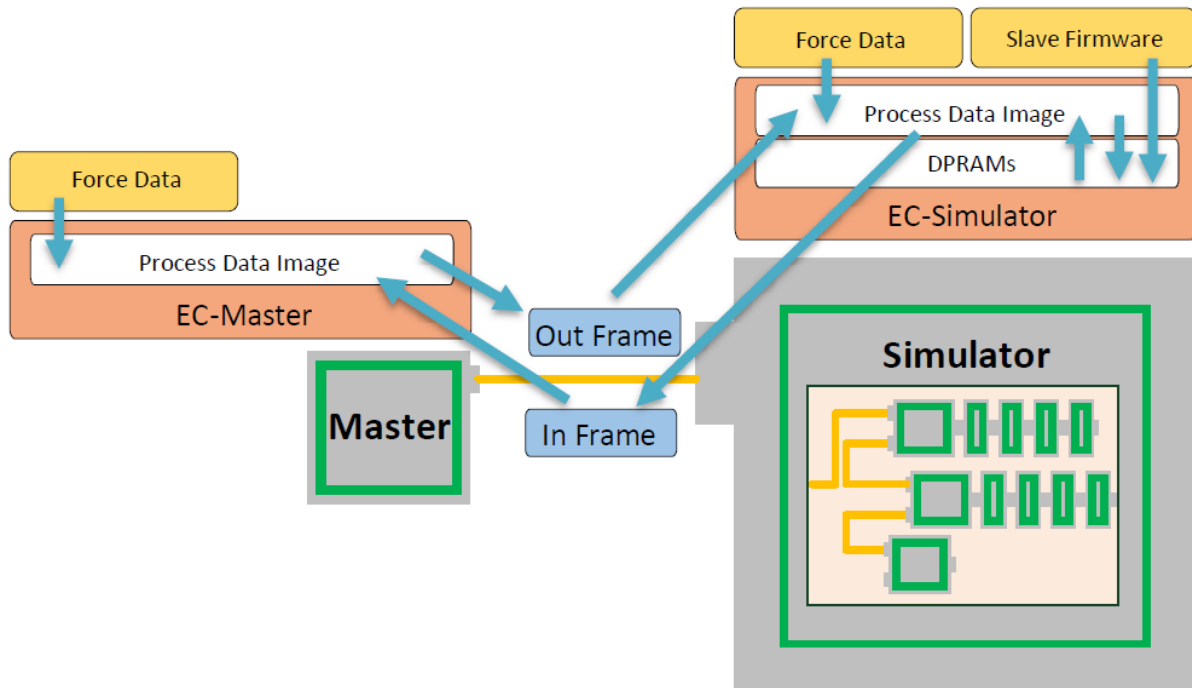 Force Data
Slave Firmware
Process Data Image
DPRAMs
EC-Simulator
Force Data
Process Data Image
EC-Master
Out Frame
In Frame
Master
Simulator